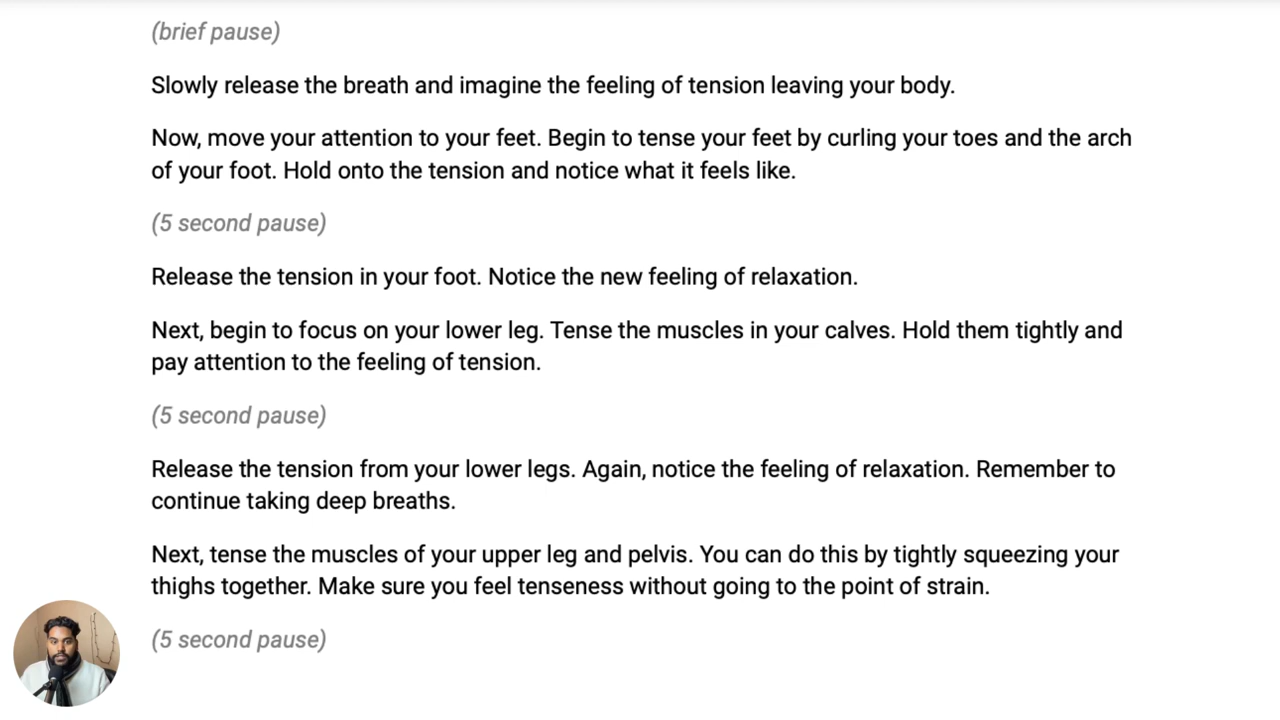 (brief pause)
Slowly release the breath and imagine the feeling of tension leaving your body.
Now, move your attention to your feet. Begin to tense your feet by curling your toes and the arch
of your foot. Hold onto the tension and notice what it feels like.
(5 second pause)
Release the tension in your foot. Notice the new feeling of relaxation.
Next, begin to focus on your lower leg. Tense the muscles in your calves. Hold them tightly and
pay attention to the feeling of tension.
(5 second pause)
Release the tension from your lower legs. Again, notice the feeling of relaxation. Remember to
continue taking deep breaths.
Next, tense the muscles of your upper leg and pelvis. You can do this by tightly squeezing your
thighs together. Make sure you feel tenseness without going to the point of strain.
(5 second pause)